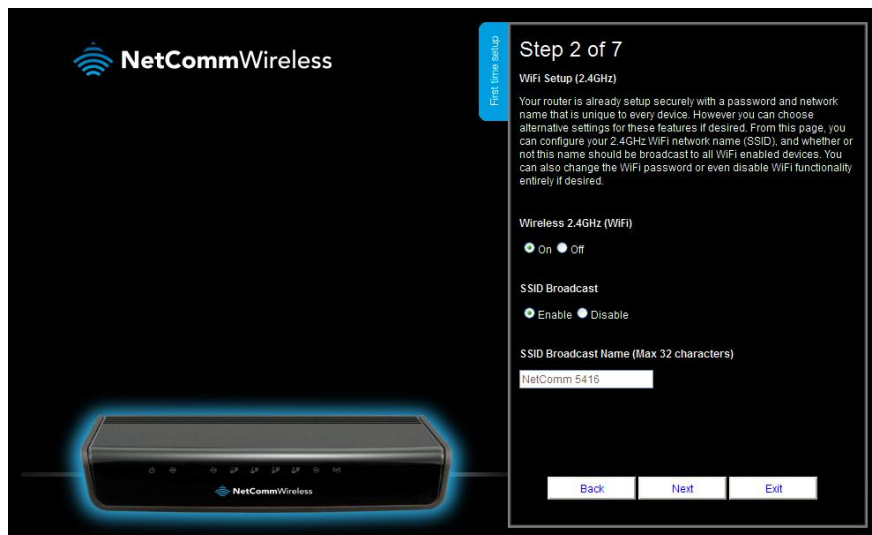 NetCommWireless
First time setup
Step 2 of 7
WiFi Setup (2.4GHz)
Your router is already setup securely with a password and network
name that is unique to every device. However you can choose
alternative settings for these features if desired. From this page, you
can configure your 2.4GHz WiFi network name (SSID), and whether or
not this name should be broadcast to all WiFi enabled devices. You
can also change the WiFi password or even disable WiFi functionality
entirely if desired.
Wireless 2.4GHz (WiFi)
On Off
SSID Broadcast
Enable Disable
SSID Broadcast Name (Max 32 characters)
NetComm 5416
Back Next Exit
NetCommWireless